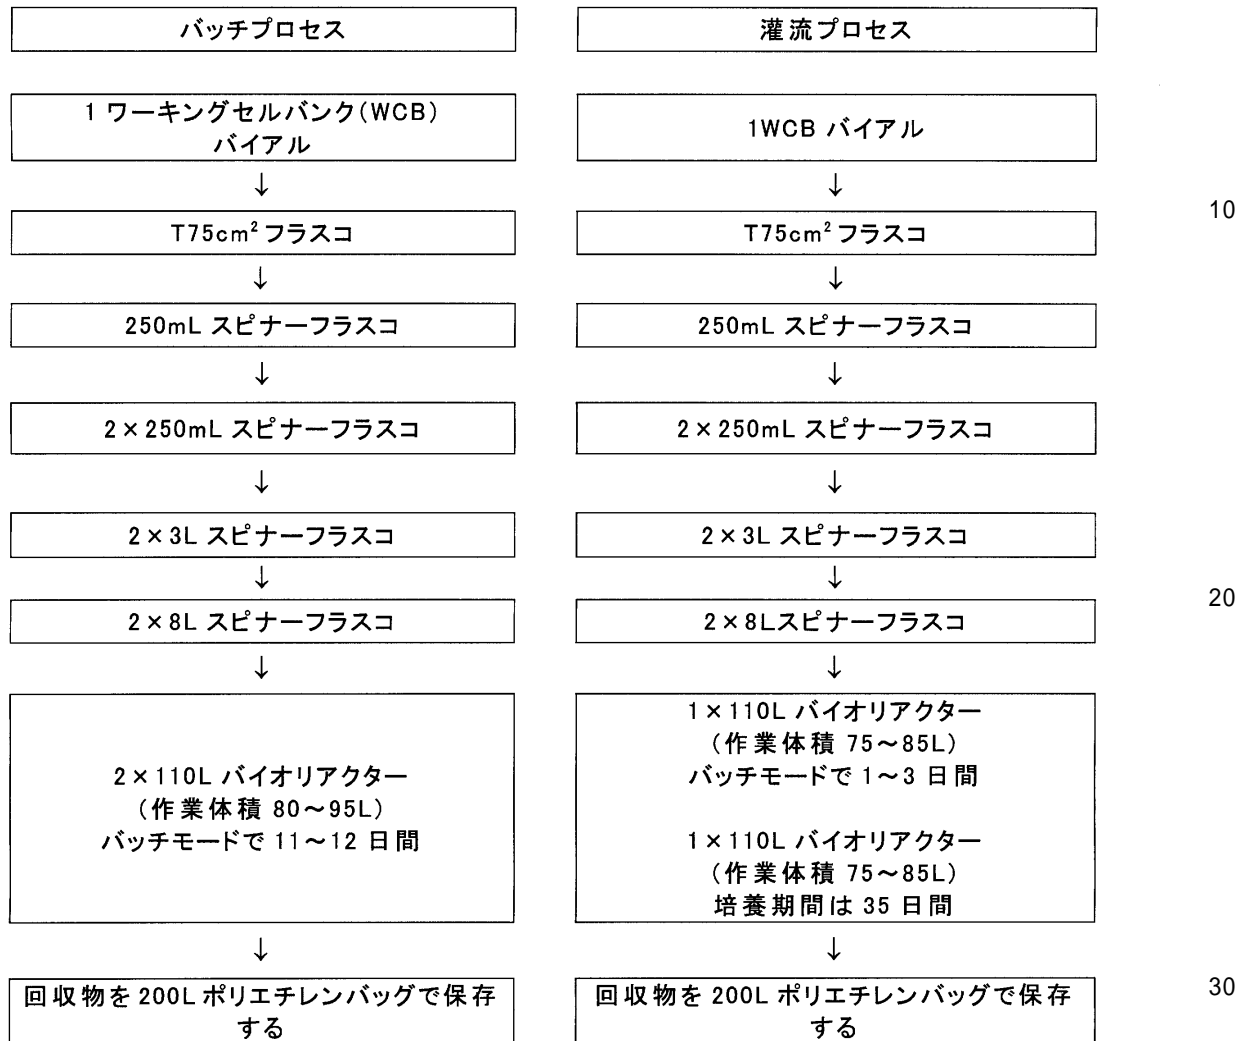 バッチプロセス
1 ワーキングセルバンク(WCB)
バイアル
↓
T75cm² フラスコ
↓
250mL スピナーフラスコ
↓
2×250mL スピナーフラスコ
↓
2×3L スピナーフラスコ
↓
2×8L スピナーフラスコ
↓
2×110L バイオリアクター
(作業体積 80～95L)
バッチモードで 11～12 日間
↓
回収物を 200L ポリエチレンバッグで保存
する
灌流プロセス
1WCB バイアル
↓
T75cm² フラスコ
↓
250mL スピナーフラスコ
↓
2×250mL スピナーフラスコ
↓
2×3L スピナーフラスコ
↓
2×8Lスピナーフラスコ
↓
1×110L バイオリアクター
(作業体積 75～85L)
バッチモードで 1～3 日間
1×110L バイオリアクター
(作業体積 75～85L)
培養期間は 35 日間
↓
回収物を 200L ポリエチレンバッグで保存
する
10
20
30